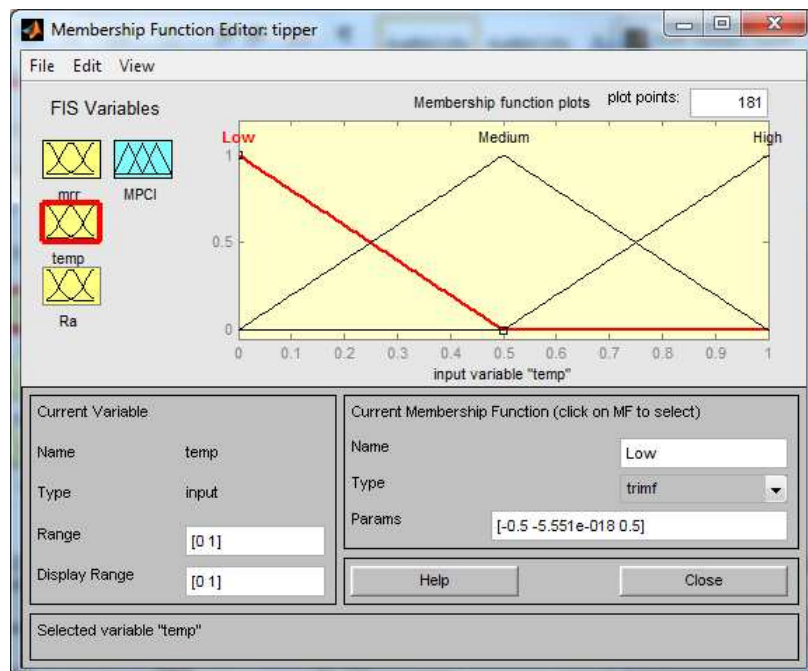 Membership Function Editor: tipper
File Edit View
FIS Variables
mrr
MPCI
temp
Ra
Membership function plots
plot points:
181
Low
Medium
High
1
0.5
0
0 0.1 0.2 0.3 0.4 0.5 0.6 0.7 0.8 0.9 1
input variable "temp"
Current Variable
Name temp
Type input
Range [0 1]
Display Range [0 1]
Current Membership Function (click on MF to select)
Name Low
Type trimf
Params [-0.5 -5.551e-018 0.5]
Help Close
Selected variable "temp"